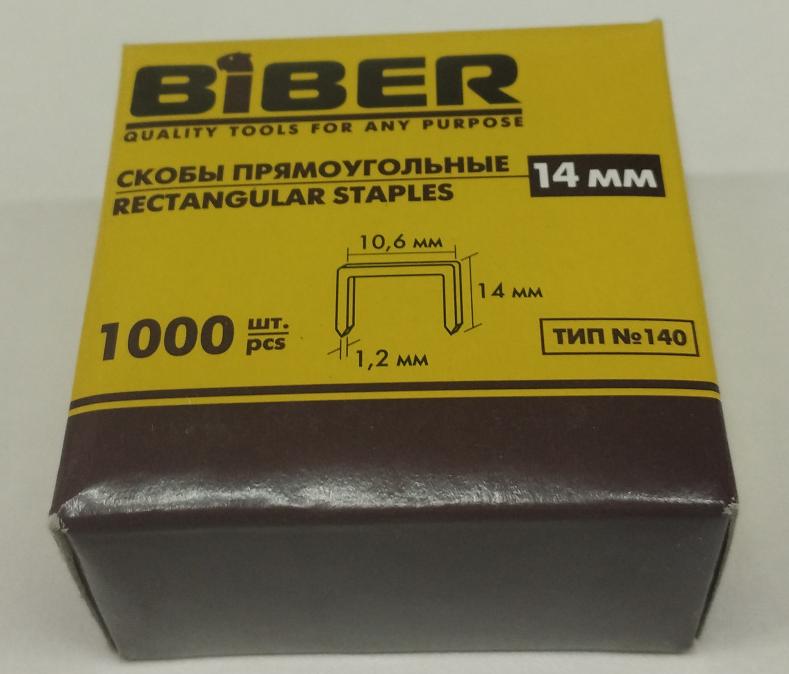 BiBER
QUALITY TOOLS FOR ANY PURPOSE
СКОБЫ ПРЯМОУГОЛЬНЫЕ
RECTANGULAR STAPLES
14 мм
10,6 мм
14 мм
1,2 мм
1000 шт.
pcs
ТИП №140